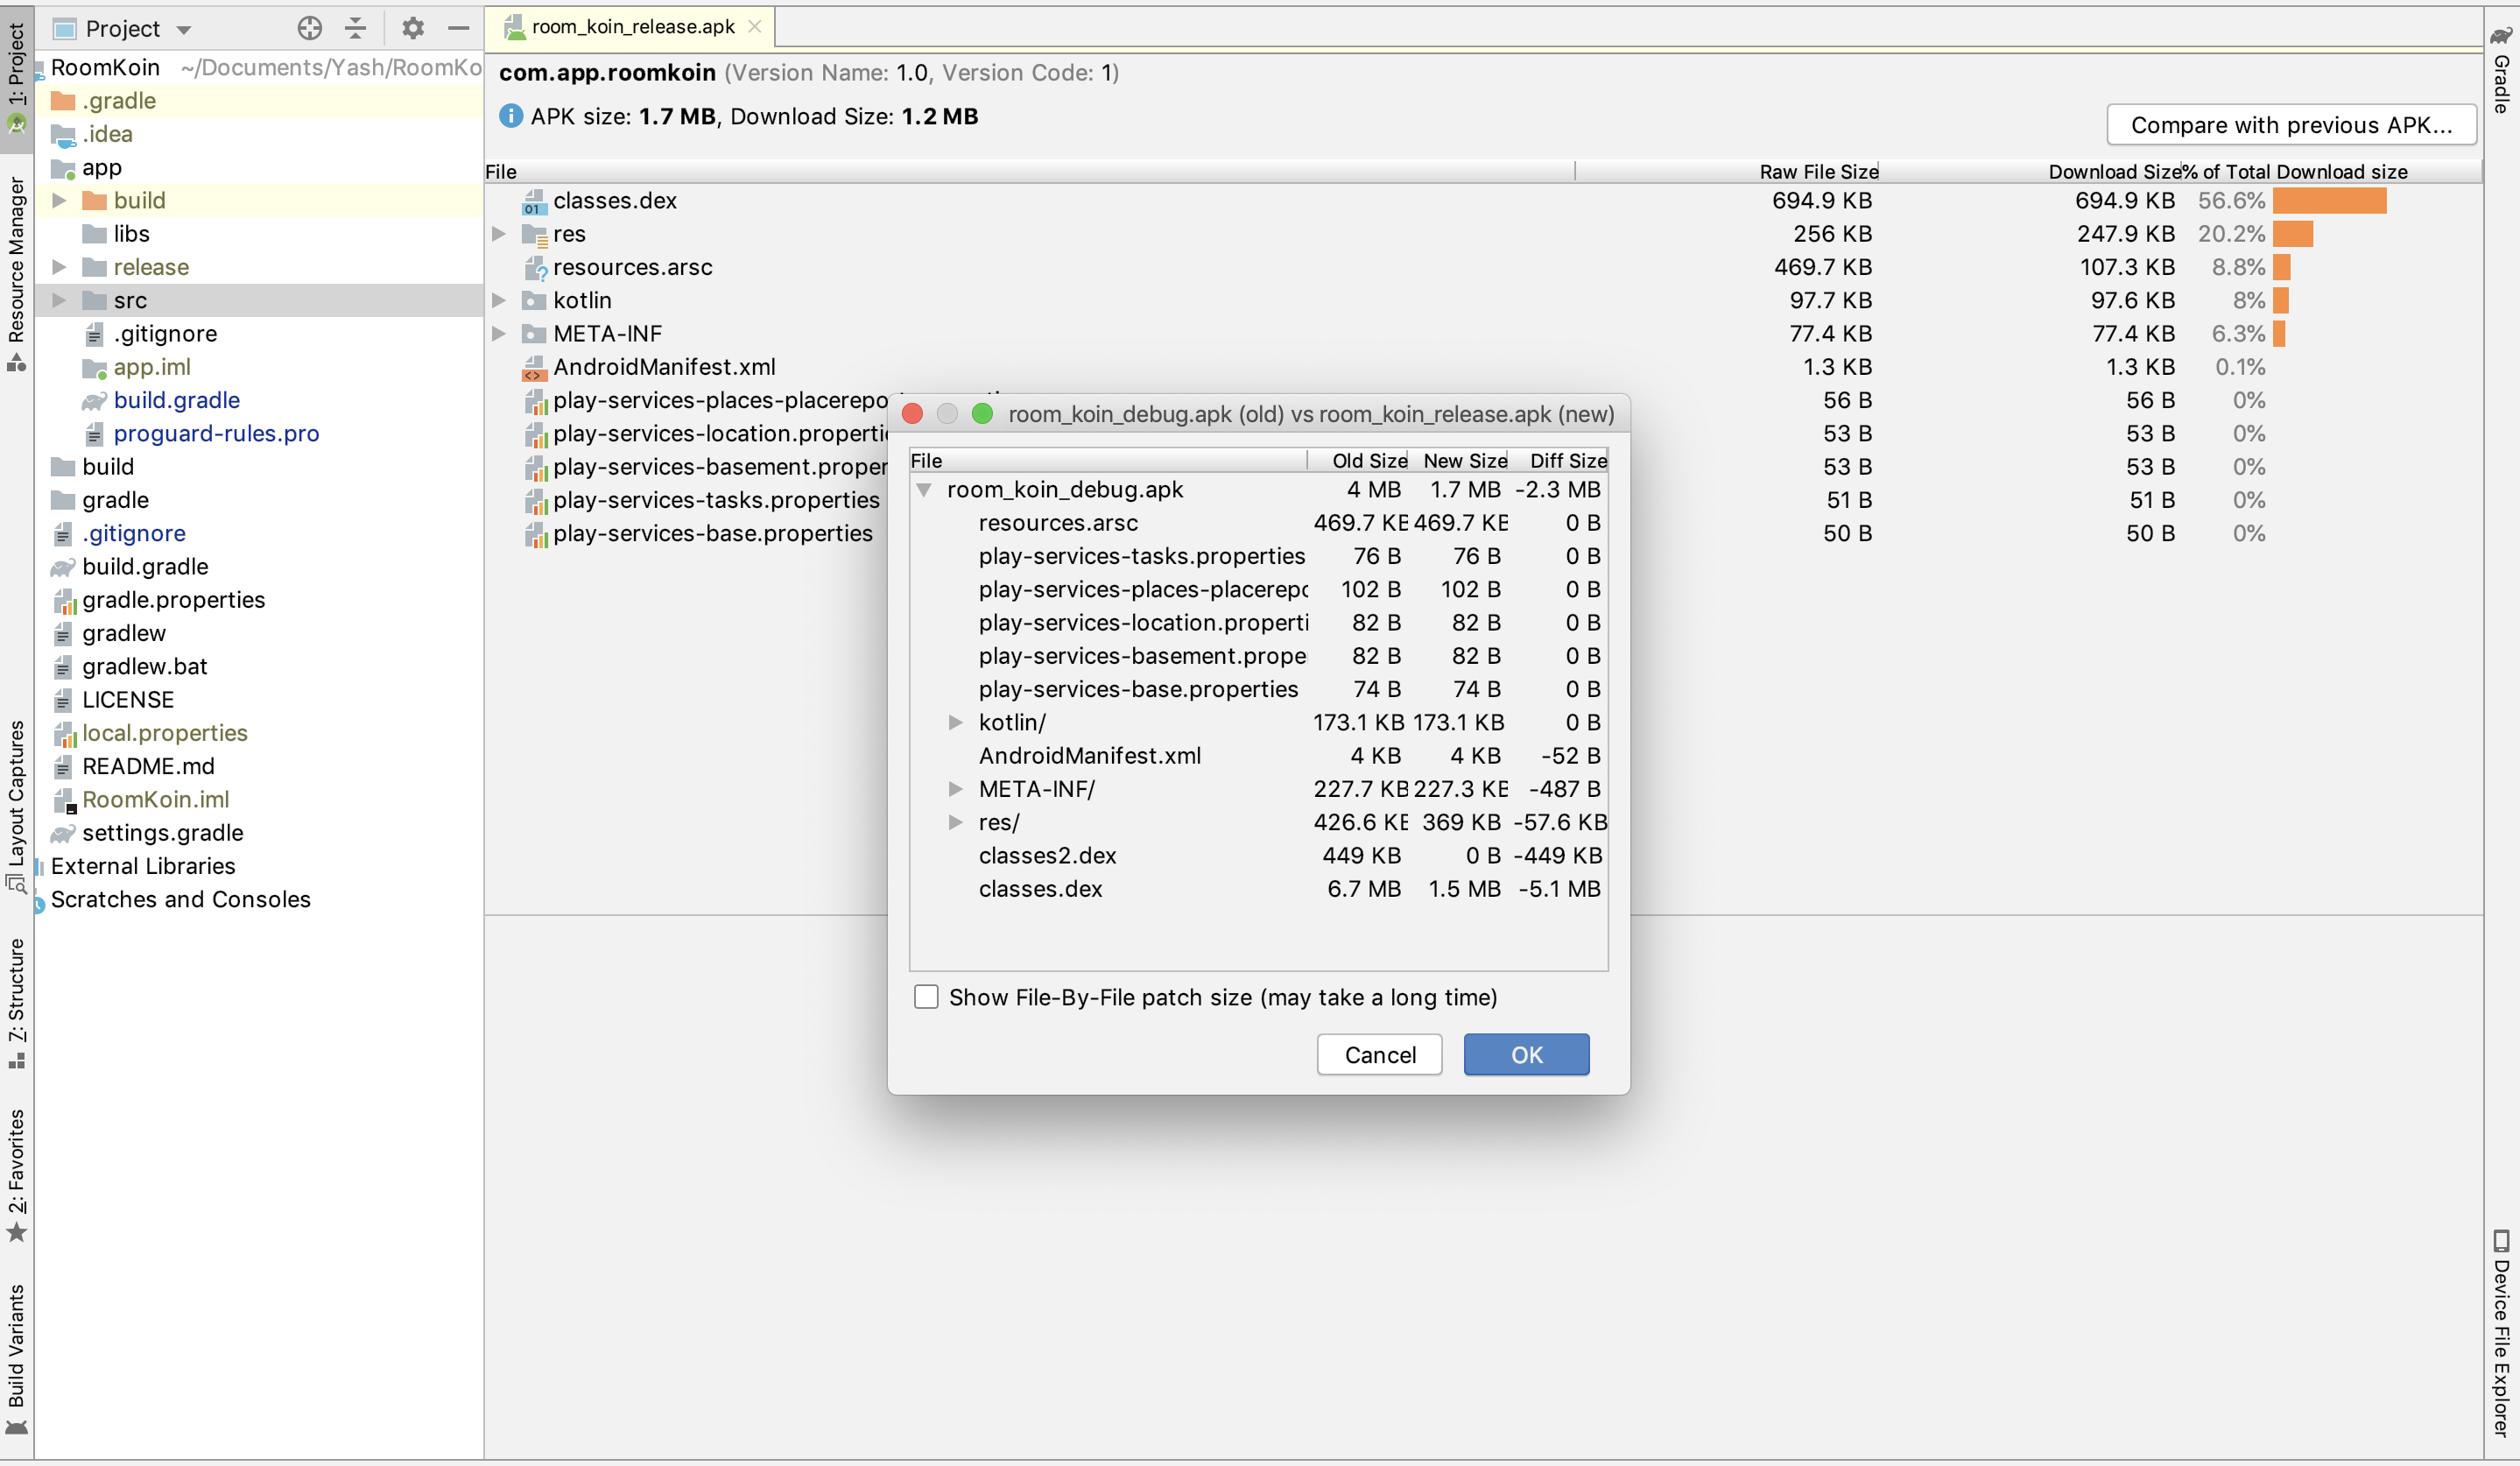 1: Project
Resource Manager
Layout Captures
7: Structure
2: Favorites
Build Variants
Project
RoomKoin ~/Documents/Yash/RoomKo
.gradle
.idea
app
build
libs
release
src
.gitignore
app.iml
build.gradle
proguard-rules.pro
build
gradle
.gitignore
build.gradle
gradle.properties
gradlew
gradlew.bat
LICENSE
local.properties
README.md
RoomKoin.iml
settings.gradle
External Libraries
Scratches and Consoles
room_koin_release.apk
com.app.roomkoin (Version Name: 1.0, Version Code: 1)
APK size: 1.7 MB, Download Size: 1.2 MB
Compare with previous APK...
File Raw File Size Download Size % of Total Download size
classes.dex 694.9 KB 694.9 KB 56.6%
res 256 KB 247.9 KB 20.2%
resources.arsc 469.7 KB 107.3 KB 8.8%
kotlin 97.7 KB 97.6 KB 8%
META-INF 77.4 KB 77.4 KB 6.3%
AndroidManifest.xml 1.3 KB 1.3 KB 0.1%
play-services-places-placerepo 56 B 56 B 0%
play-services-location.properti 53 B 53 B 0%
play-services-basement.proper 53 B 53 B 0%
play-services-tasks.properties 51 B 51 B 0%
play-services-base.properties 50 B 50 B 0%
room_koin_debug.apk (old) vs room_koin_release.apk (new)
File Old Size New Size Diff Size
room_koin_debug.apk 4 MB 1.7 MB -2.3 MB
resources.arsc 469.7 KB 469.7 KB 0 B
play-services-tasks.properties 76 B 76 B 0 B
play-services-places-placerepo 102 B 102 B 0 B
play-services-location.properti 82 B 82 B 0 B
play-services-basement.prope 82 B 82 B 0 B
play-services-base.properties 74 B 74 B 0 B
kotlin/ 173.1 KB 173.1 KB 0 B
AndroidManifest.xml 4 KB 4 KB -52 B
META-INF/ 227.7 KB 227.3 KB -487 B
res/ 426.6 KB 369 KB -57.6 KB
classes2.dex 449 KB 0 B -449 KB
classes.dex 6.7 MB 1.5 MB -5.1 MB
Show File-By-File patch size (may take a long time)
Cancel OK
Gradle
Device File Explorer